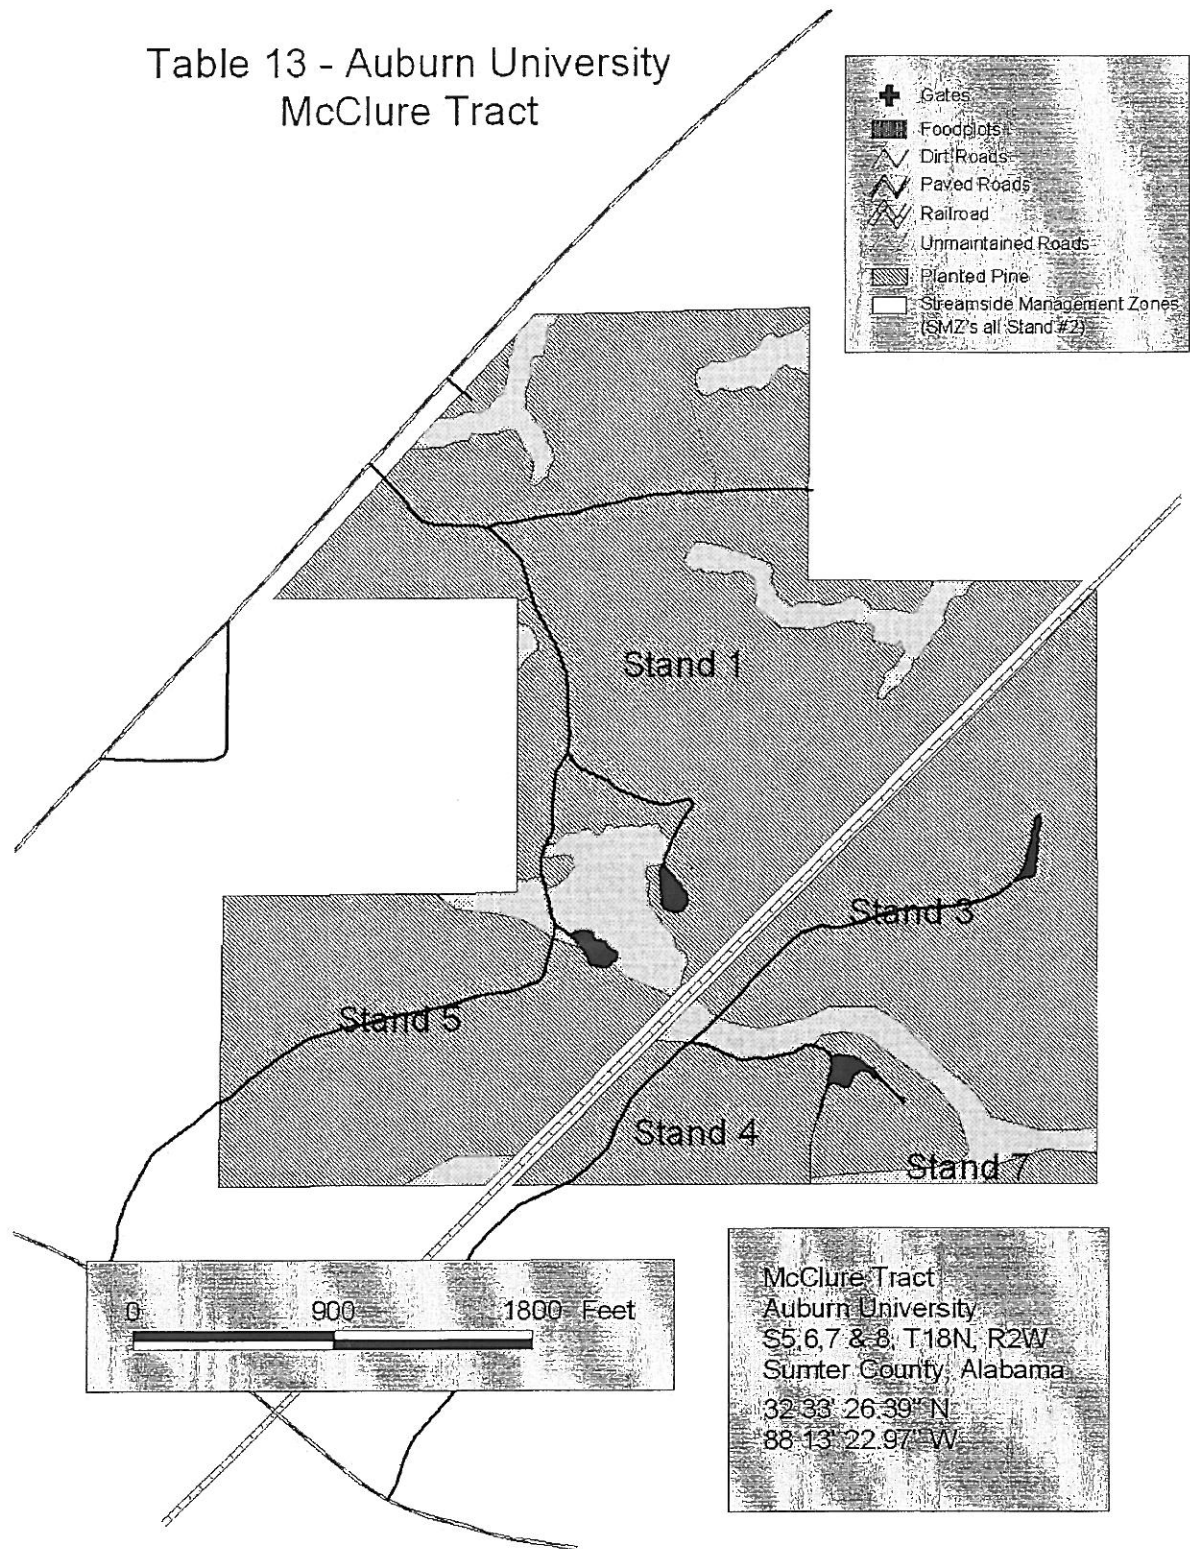 Table 13 - Auburn University
McClure Tract
Gates
Foodplots
Dirt Roads
Paved Roads
Railroad
Unmaintained Roads
Planted Pine
Streamside Management Zones
(SMZ's all Stand #2)
Stand 1
Stand 3
Stand 5
Stand 4
Stand 7
0 900 1800 Feet
McClure Tract
Auburn University
S5,6,7 & 8, T18N, R2W
Sumter County, Alabama
32 33' 26.39" N
88 13' 22.97" W